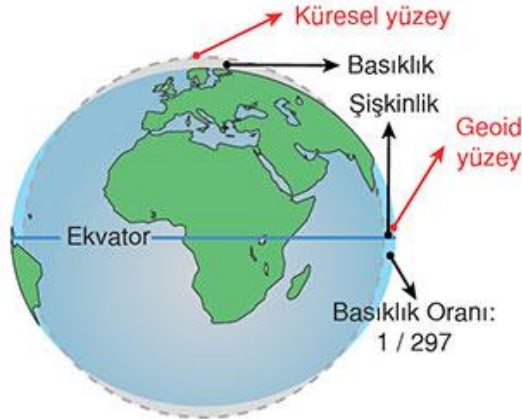 Küresel yüzey
Basıklık
Şişkinlik
Geoid
yüzey
Ekvator
Basıklık Oranı:
1 / 297